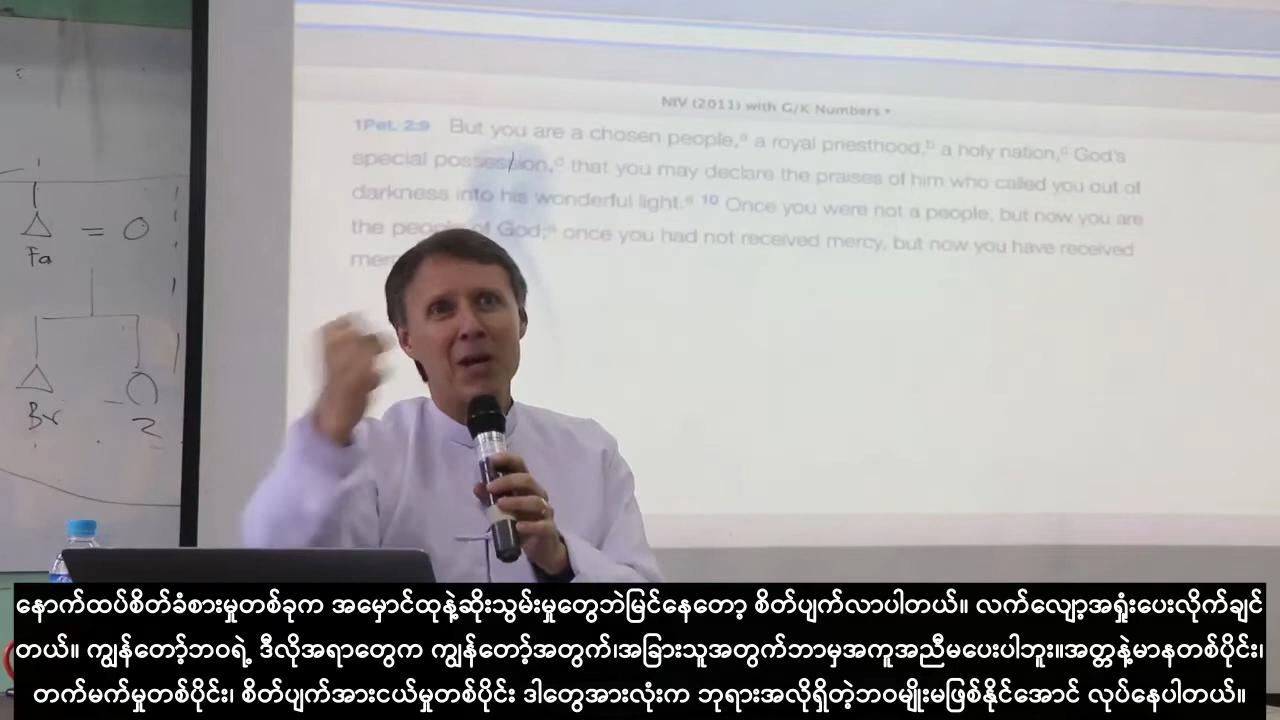 NIV (2011) with G/K Numbers
1Pet. 2:9 But you are a chosen people,ᵃ a royal priesthood,ᵇ a holy nation,ᶜ God's
special possession,ᵈ that you may declare the praises of him who called you out of
darkness into his wonderful light.ᵉ 10 Once you were not a people, but now you are
the people of God;ᵃ once you had not received mercy, but now you have received
△ = O
Fa
Br
Z
နောက်ထပ်စိတ်ခံစားမှုတစ်ခုက အမှောင်ထုနဲ့ဆိုးသွမ်းမှုတွေဘဲမြင်နေတော့ စိတ်ပျက်လာပါတယ်။ လက်လျော့အရှုံးပေးလိုက်ချင်
တယ်။ ကျွန်တော့်ဘဝရဲ့ ဒီလိုအရာတွေက ကျွန်တော့်အတွက်၊အခြားသူအတွက်ဘာမှအကူအညီမပေးပါဘူး။အတ္တနဲ့မာနတစ်ပိုင်း၊
တက်မက်မှုတစ်ပိုင်း၊ စိတ်ပျက်အားငယ်မှုတစ်ပိုင်း ဒါတွေအားလုံးက ဘုရားအလိုရှိတဲ့ဘဝမျိုးမဖြစ်နိုင်အောင် လုပ်နေပါတယ်။